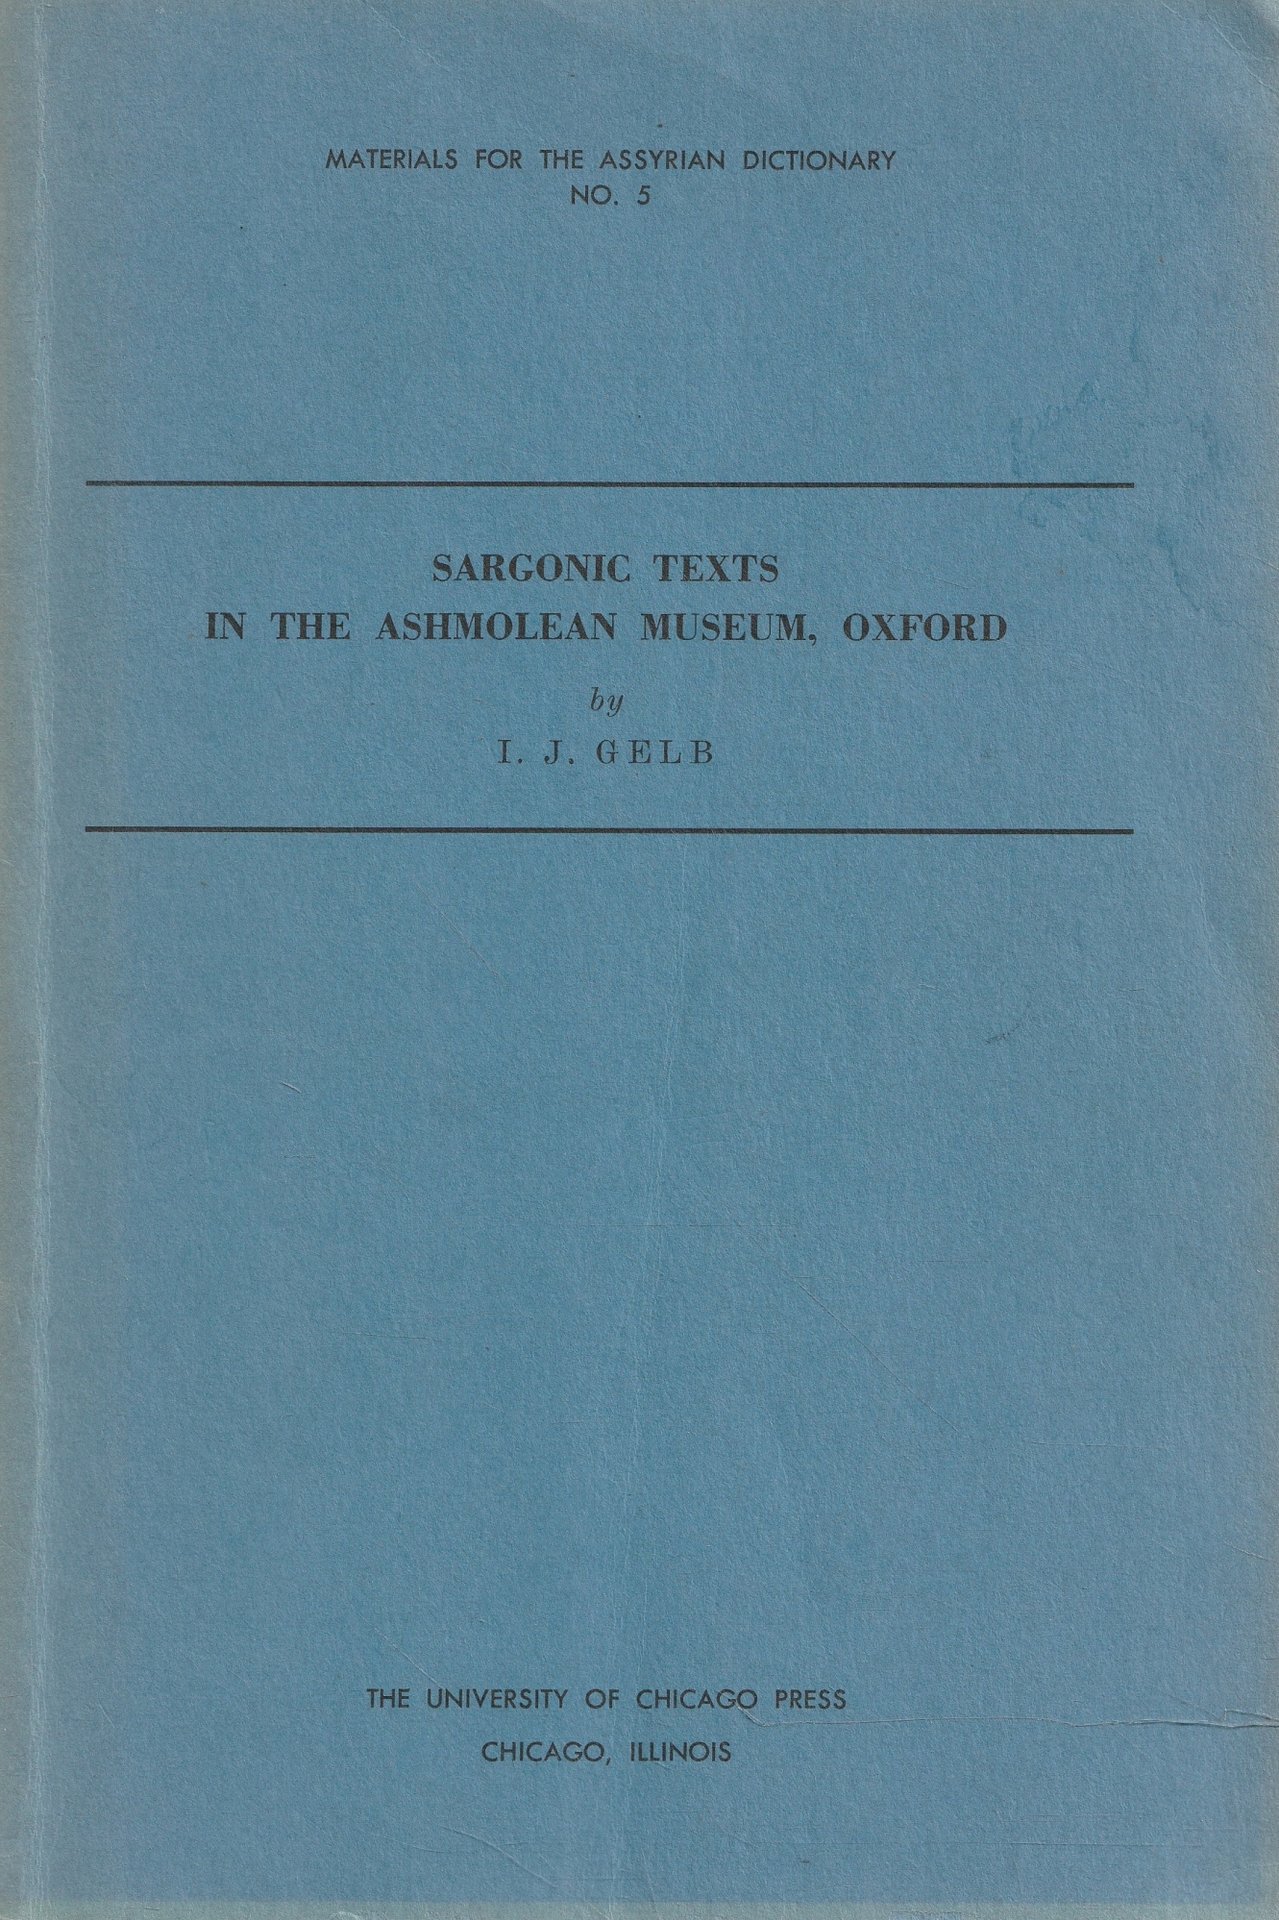 MATERIALS FOR THE ASSYRIAN DICTIONARY
NO. 5
SARGONIC TEXTS
IN THE ASHMOLEAN MUSEUM, OXFORD
by
I. J. GELB
THE UNIVERSITY OF CHICAGO PRESS
CHICAGO, ILLINOIS